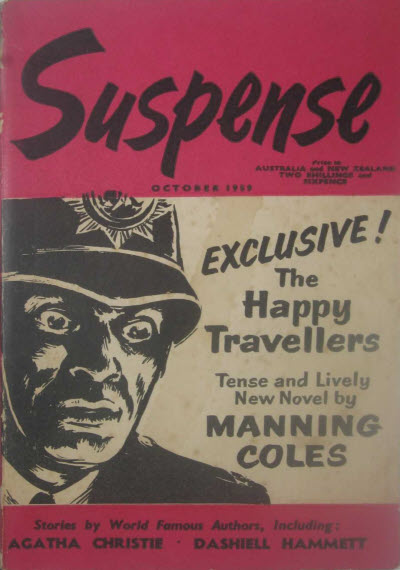 Suspense
Price in
AUSTRALIA and NEW ZEALAND
TWO SHILLINGS and
SIXPENCE
OCTOBER 1959
EXCLUSIVE!
The
Happy
Travellers
Tense and Lively
New Novel by
MANNING
COLES
Stories by World Famous Authors, Including:
AGATHA CHRISTIE · DASHIELL HAMMETT